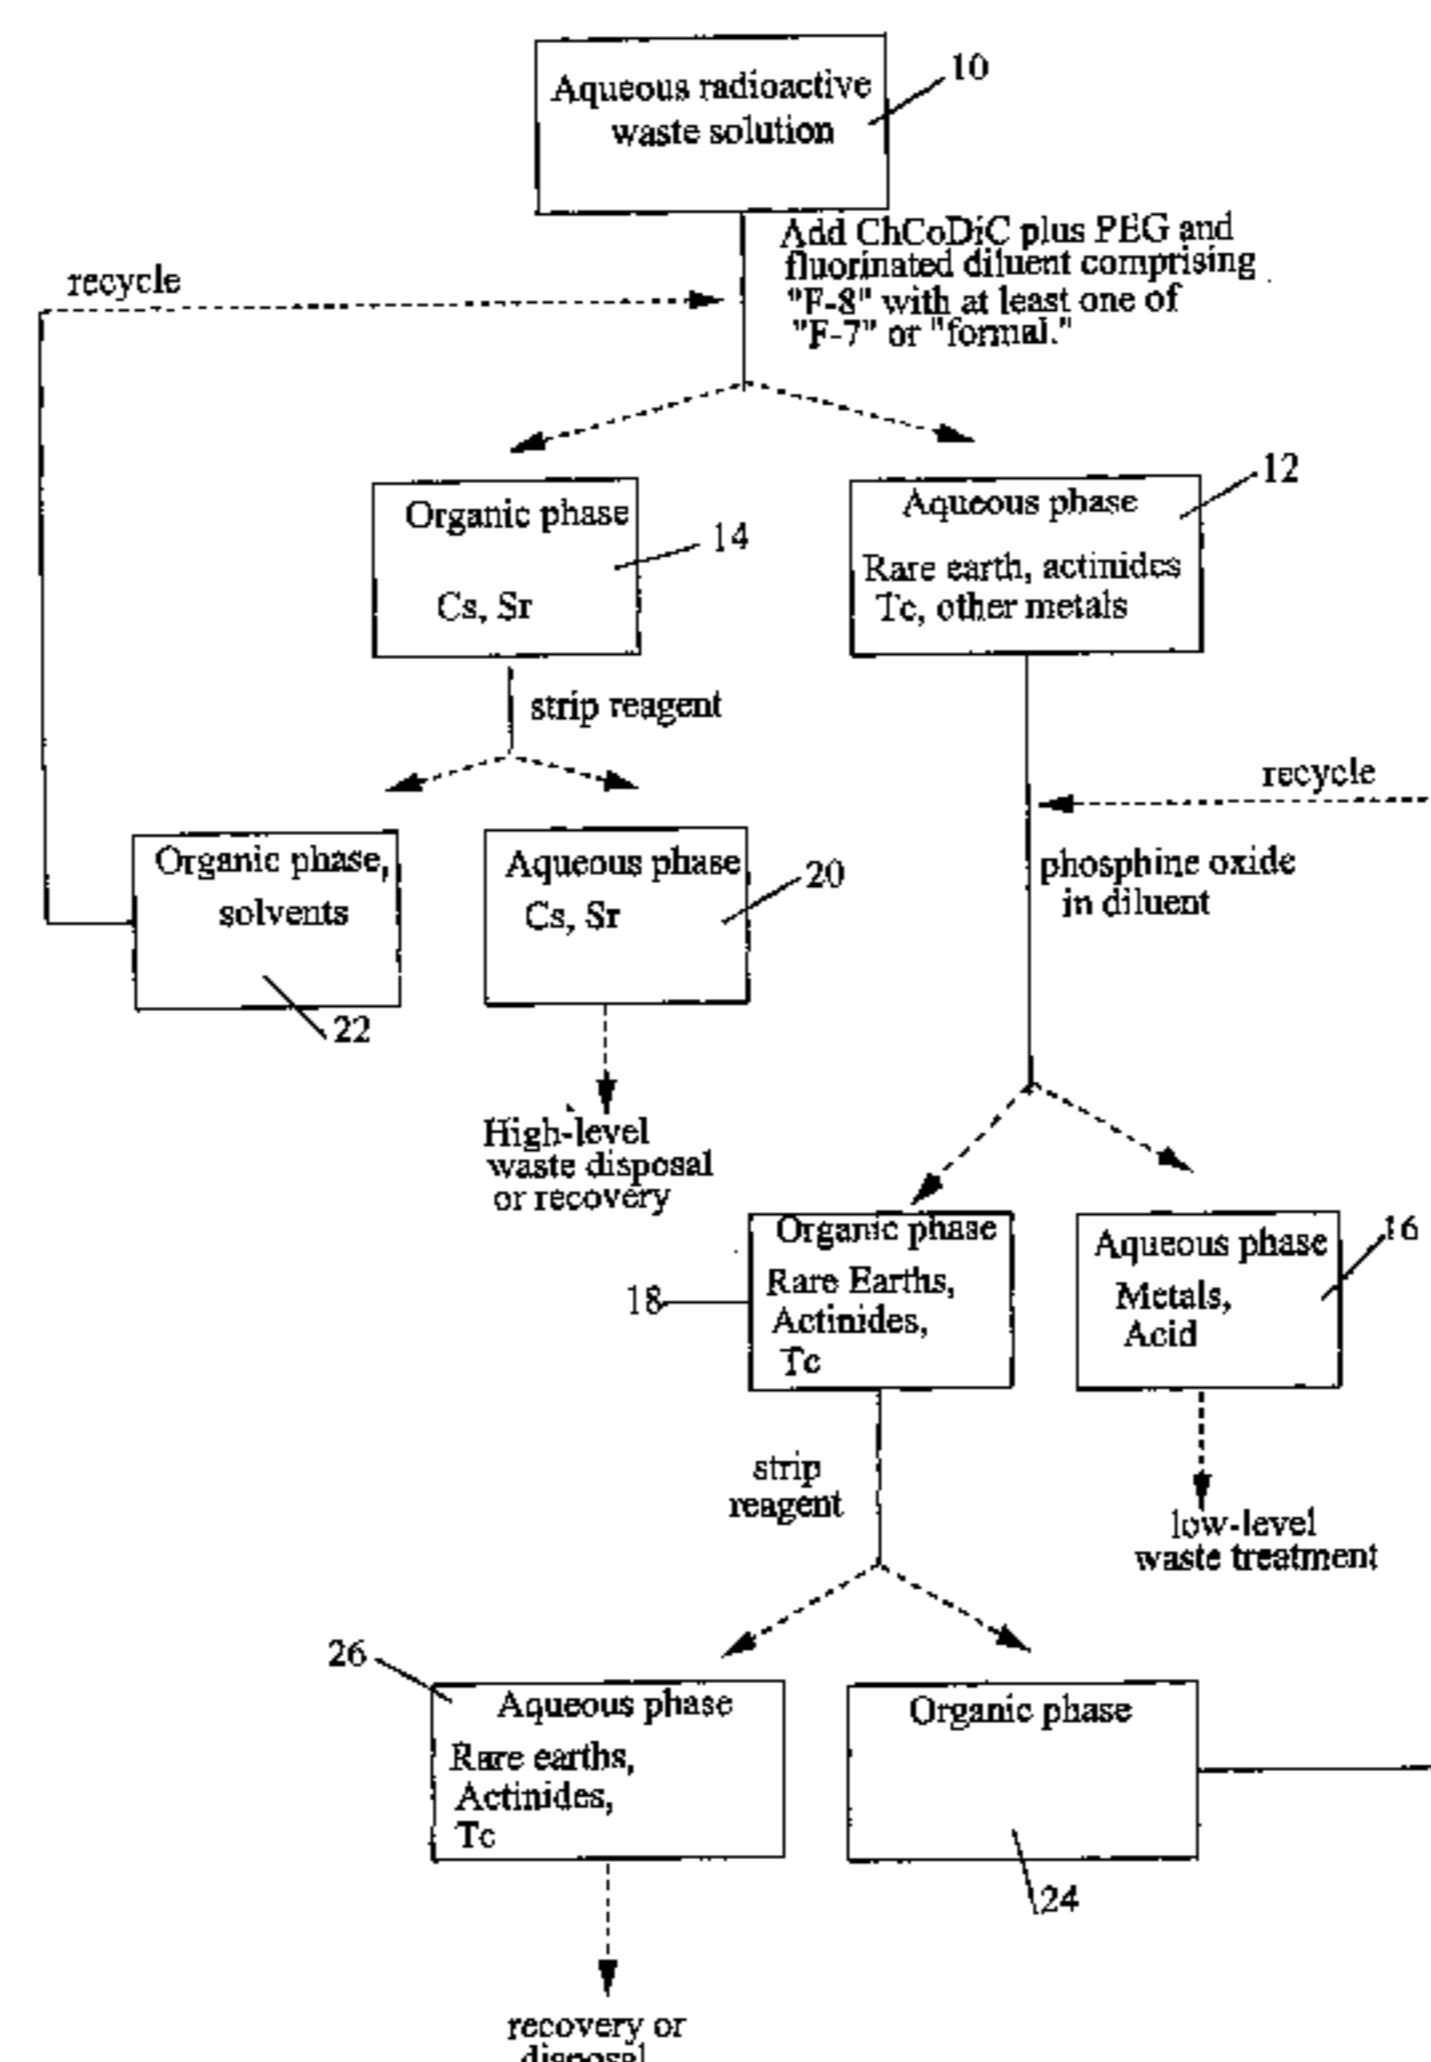 Aqueous radioactive
waste solution
10
Add ChCoDiC plus PEG and
fluorinated diluent comprising
"F-8" with at least one of
"F-7" or "formal."
recycle
Organic phase
Cs, Sr
14
Aqueous phase
Rare earth, actinides
Tc, other metals
12
strip reagent
recycle
phosphine oxide
in diluent
Organic phase,
solvents
22
Aqueous phase
Cs, Sr
20
High-level
waste disposal
or recovery
Organic phase
Rare Earths,
Actinides,
Tc
18
Aqueous phase
Metals,
Acid
16
strip
reagent
low-level
waste treatment
26
Aqueous phase
Rare earths,
Actinides,
Tc
Organic phase
24
recovery or
disposal